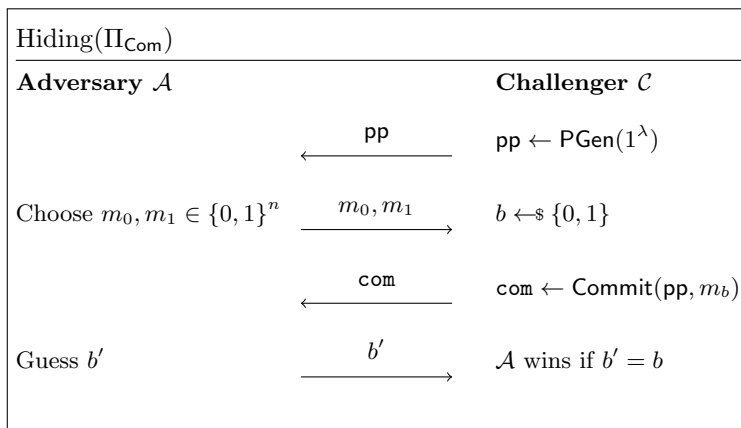 Hiding(Π_Com)
Adversary 𝒜 Challenger 𝒞
pp pp ← PGen(1^λ)
Choose m_0, m_1 ∈ {0, 1}^n m_0, m_1 b ←$ {0, 1}
com com ← Commit(pp, m_b)
Guess b′ b′ 𝒜 wins if b′ = b